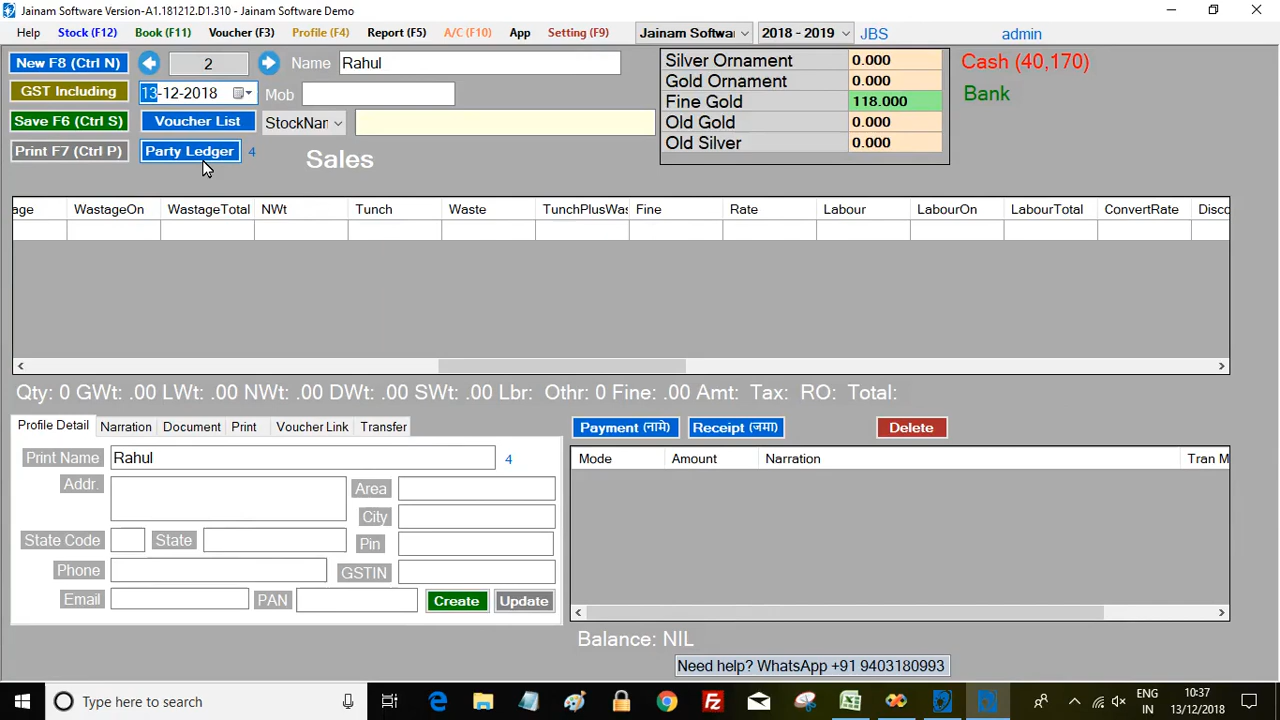 Jainam Software Version-A1.181212.D1.310 - Jainam Software Demo
Help Stock (F12) Book (F11) Voucher (F3) Profile (F4) Report (F5) A/C (F10) App Setting (F9) Jainam Softwar 2018 - 2019 JBS admin
New F8 (Ctrl N) 2 Name Rahul
GST Including 13-12-2018 Mob
Save F6 (Ctrl S) Voucher List StockNam
Print F7 (Ctrl P) Party Ledger 4 Sales
Silver Ornament 0.000
Gold Ornament 0.000
Fine Gold 118.000
Old Gold 0.000
Old Silver 0.000
Cash (40,170)
Bank
age WastageOn WastageTotal NWt Tunch Waste TunchPlusWas Fine Rate Labour LabourOn LabourTotal ConvertRate Disco
Qty: 0 GWt: .00 LWt: .00 NWt: .00 DWt: .00 SWt: .00 Lbr: Othr: 0 Fine: .00 Amt: Tax: RO: Total:
Profile Detail Narration Document Print Voucher Link Transfer
Print Name Rahul 4
Addr. Area
City
State Code State Pin
Phone GSTIN
Email PAN Create Update
Payment (नामे) Receipt (जमा) Delete
Mode Amount Narration Tran M
Balance: NIL
Need help? WhatsApp +91 9403180993
Type here to search
ENG
IN
10:37
13/12/2018